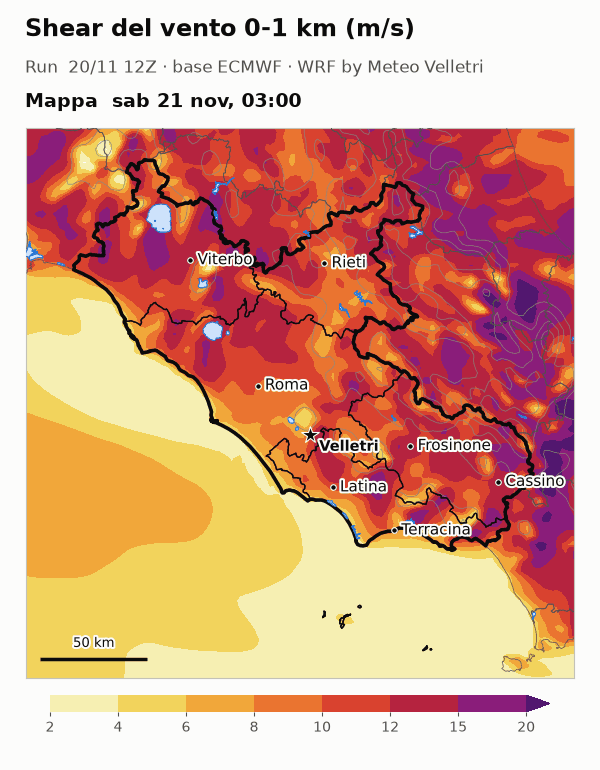 Shear del vento 0-1 km (m/s)
Run 20/11 12Z · base ECMWF · WRF by Meteo Velletri
Mappa sab 21 nov, 03:00
Viterbo
Rieti
Roma
Velletri
Frosinone
Latina
Cassino
Terracina
50 km
2 4 6 8 10 12 15 20